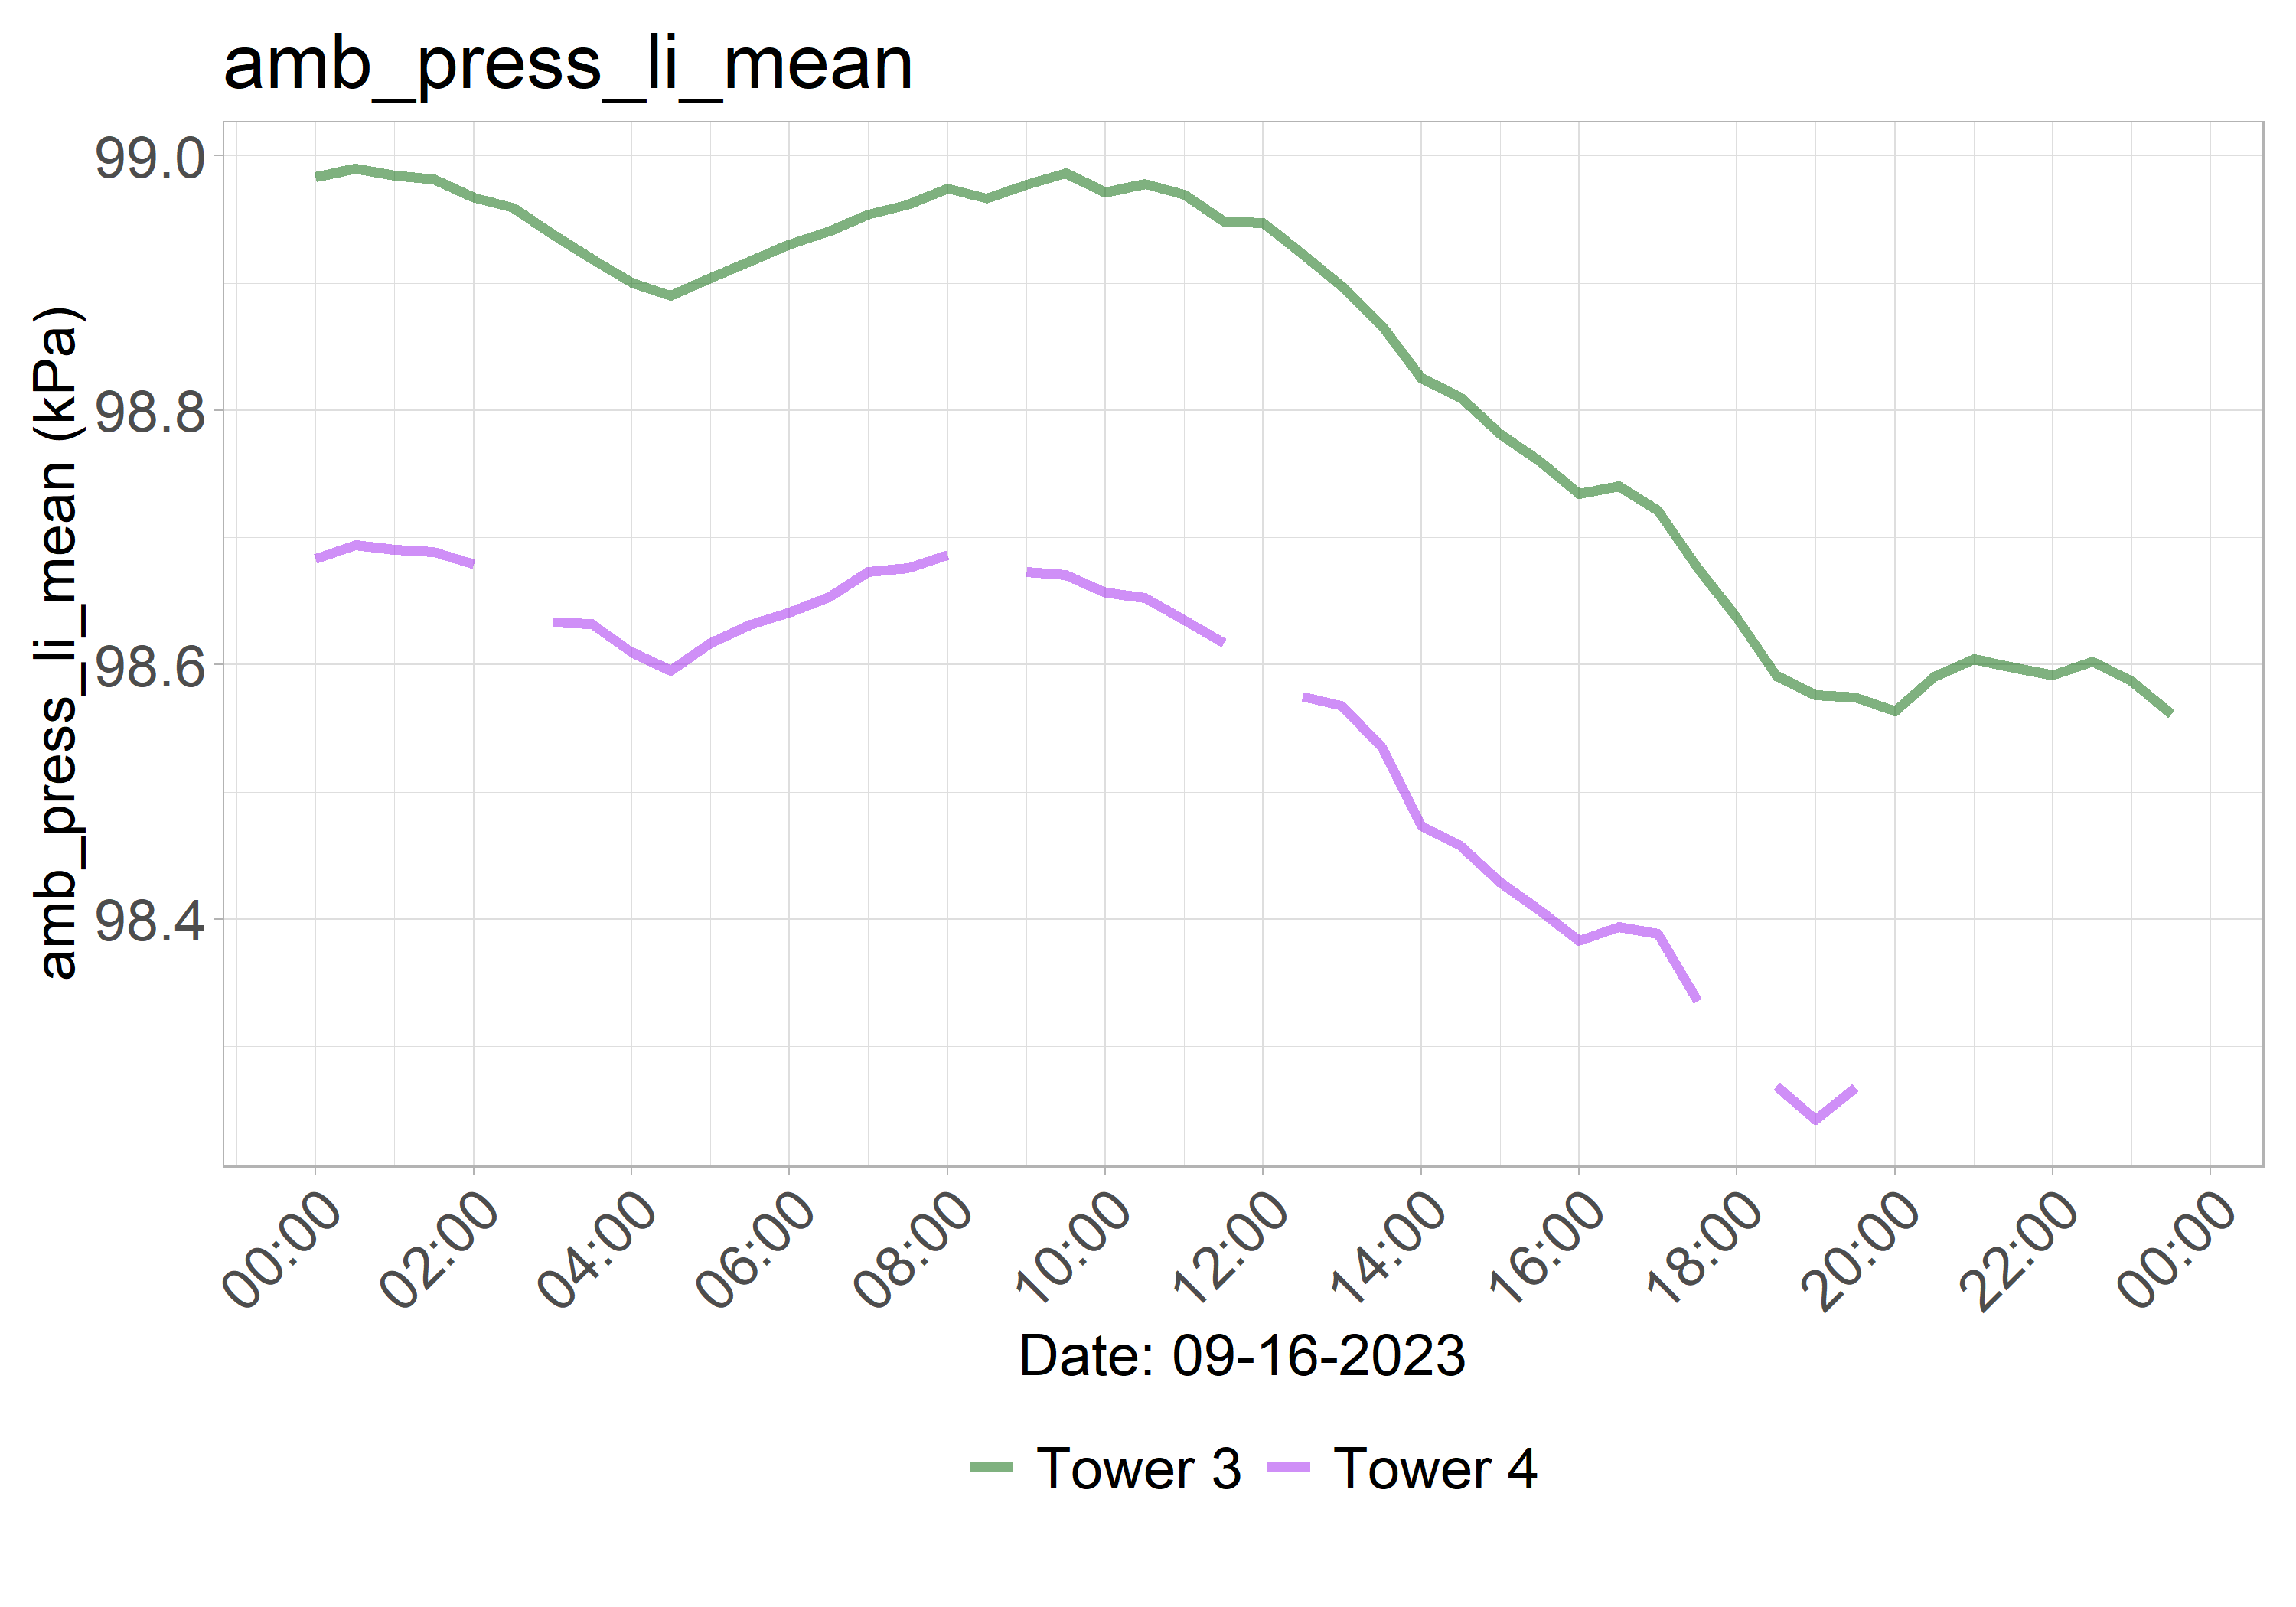 amb_press_li_mean
amb_press_li_mean (kPa)
99.0
98.8
98.6
98.4
00:00 02:00 04:00 06:00 08:00 10:00 12:00 14:00 16:00 18:00 20:00 22:00 00:00
Date: 09-16-2023
Tower 3 Tower 4